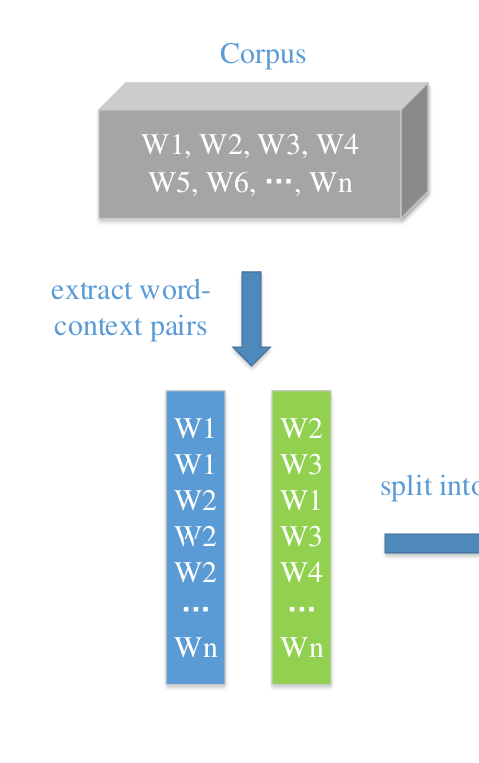 Corpus
W1, W2, W3, W4
W5, W6, ⋯, Wn
extract word-
context pairs
W1
W1
W2
W2
W2
⋯
Wn
W2
W3
W1
W3
W4
⋯
Wn
split into